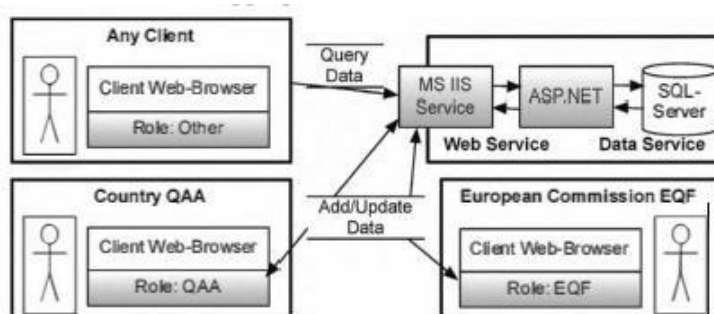 Any Client
Client Web-Browser
Role: Other
Query
Data
MS IIS
Service
ASP.NET
SQL-
Server
Web Service
Data Service
Country QAA
Client Web-Browser
Role: QAA
Add/Update
Data
European Commission EQF
Client Web-Browser
Role: EQF